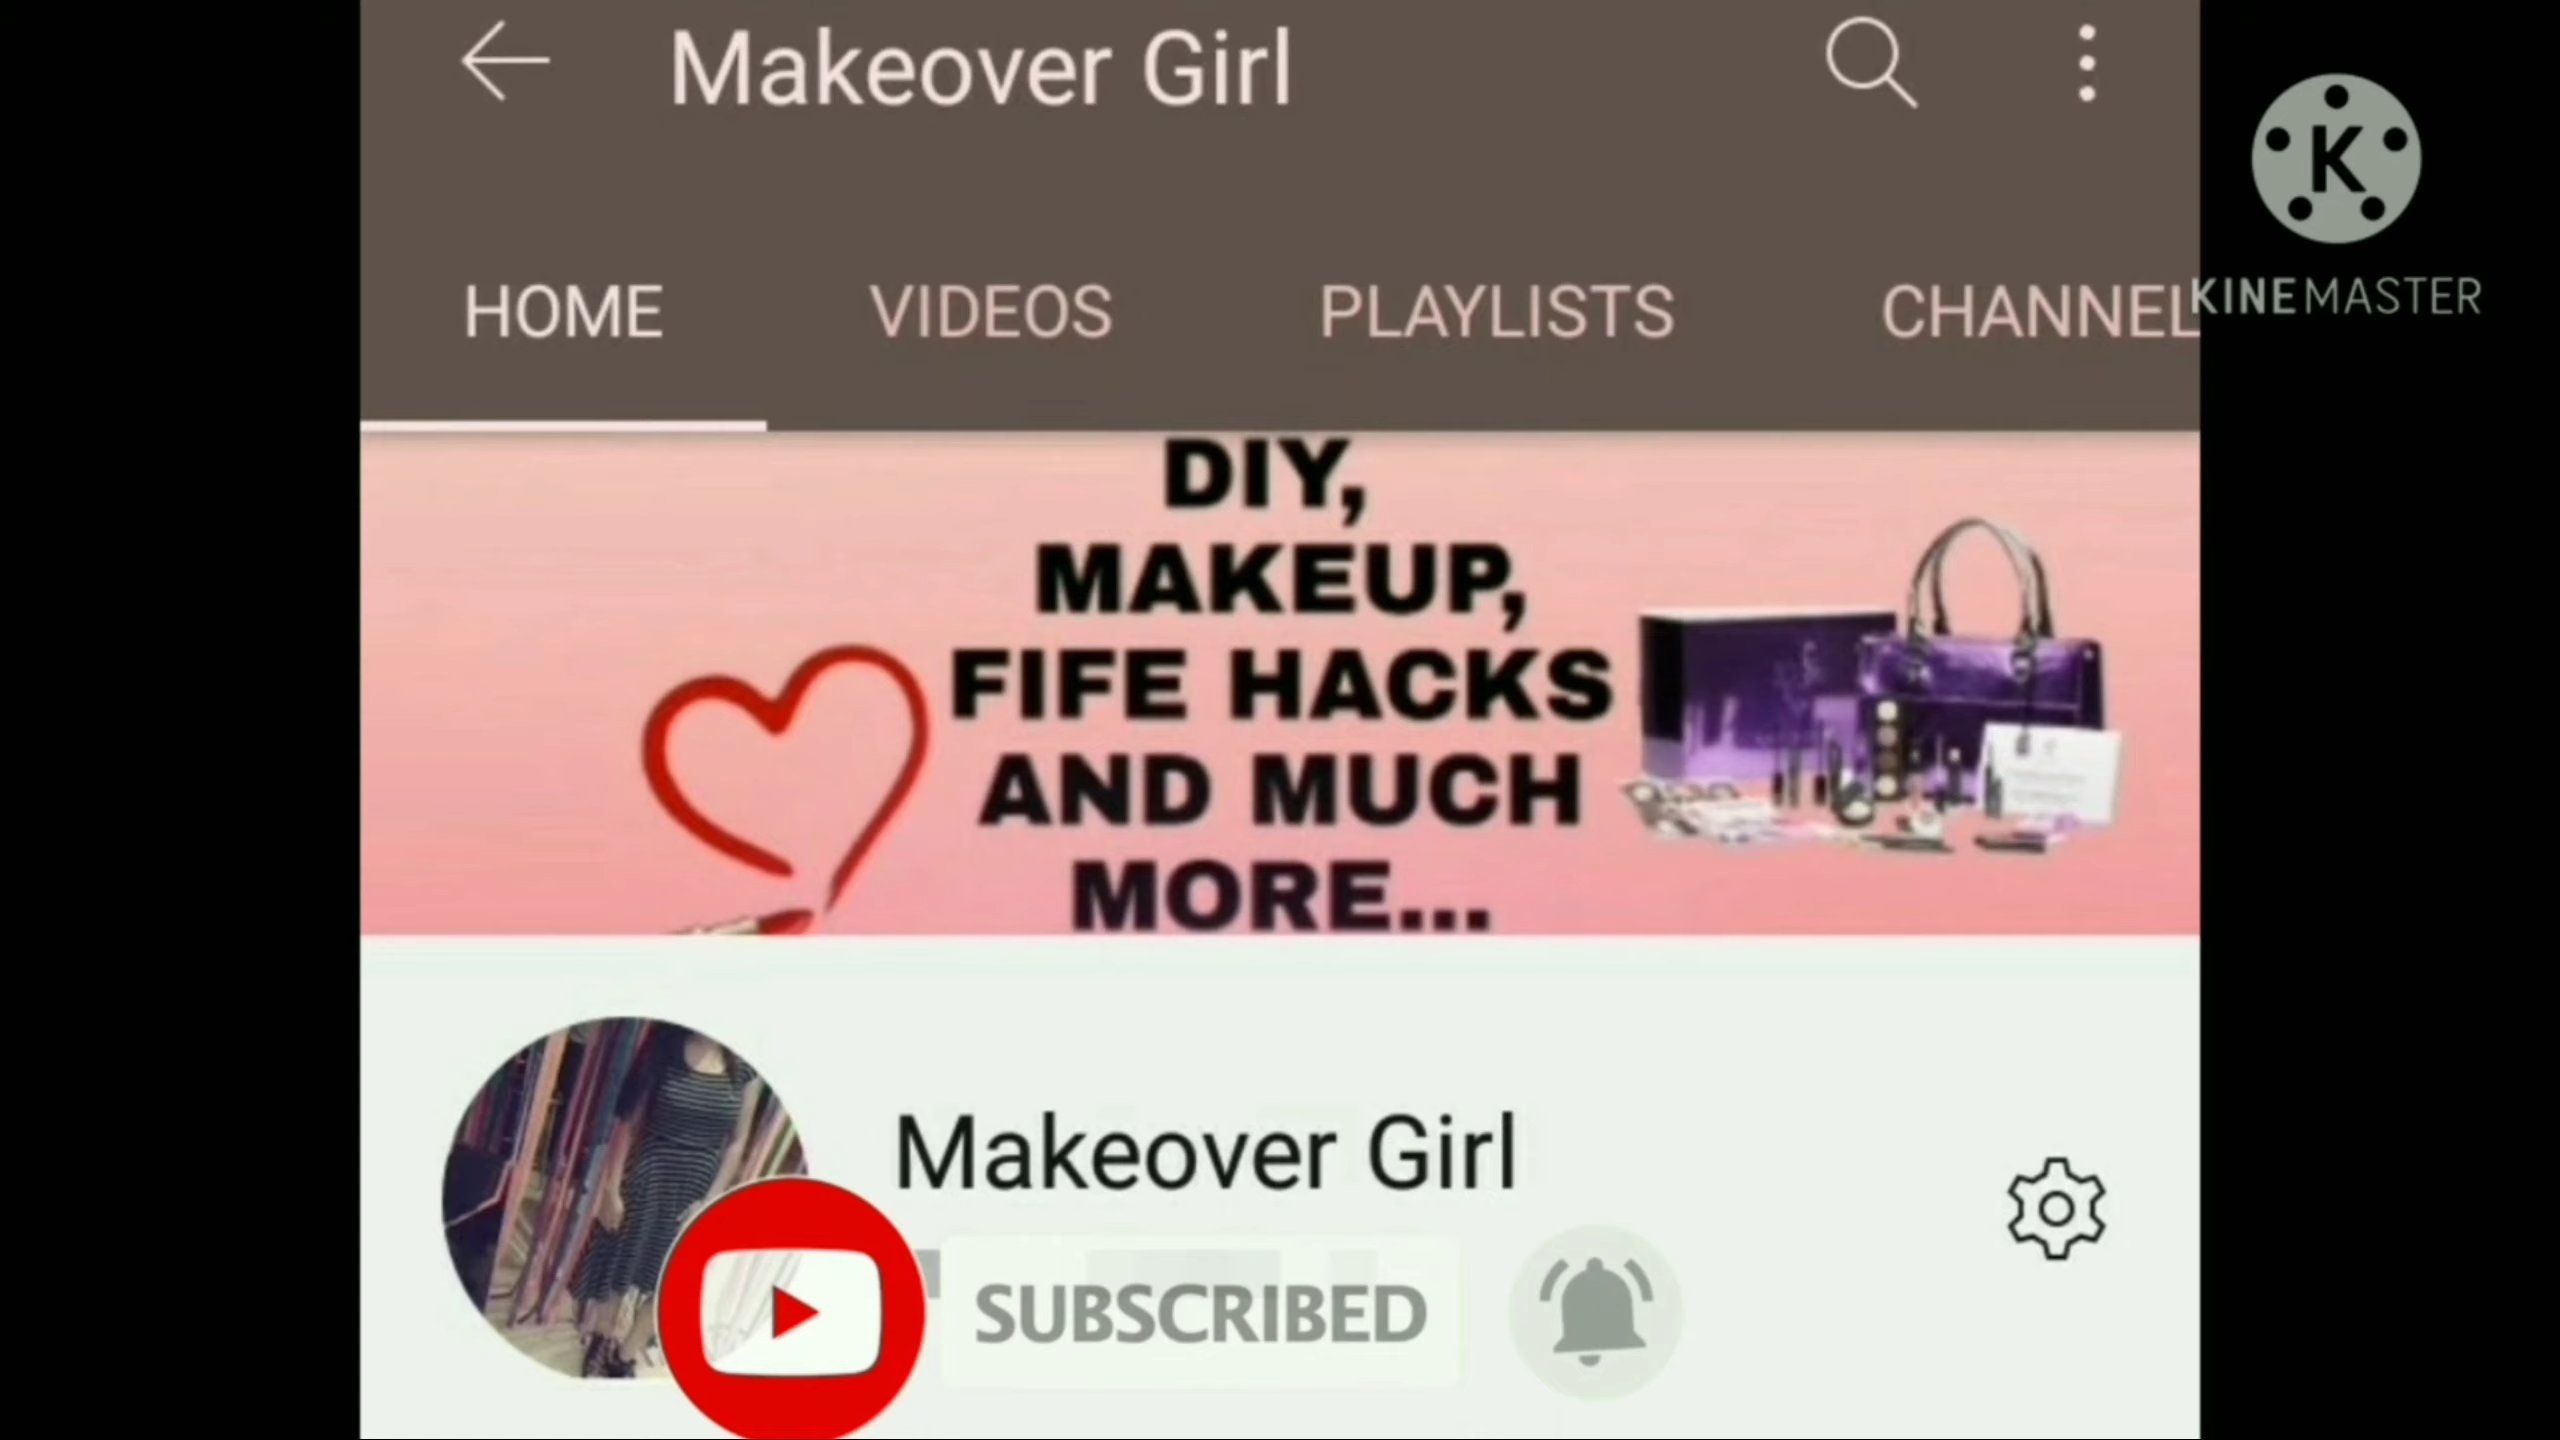 Makeover Girl
K
KINEMASTER
HOME VIDEOS PLAYLISTS CHANNEL
DIY,
MAKEUP,
FIFE HACKS
AND MUCH
MORE...
Makeover Girl
SUBSCRIBED